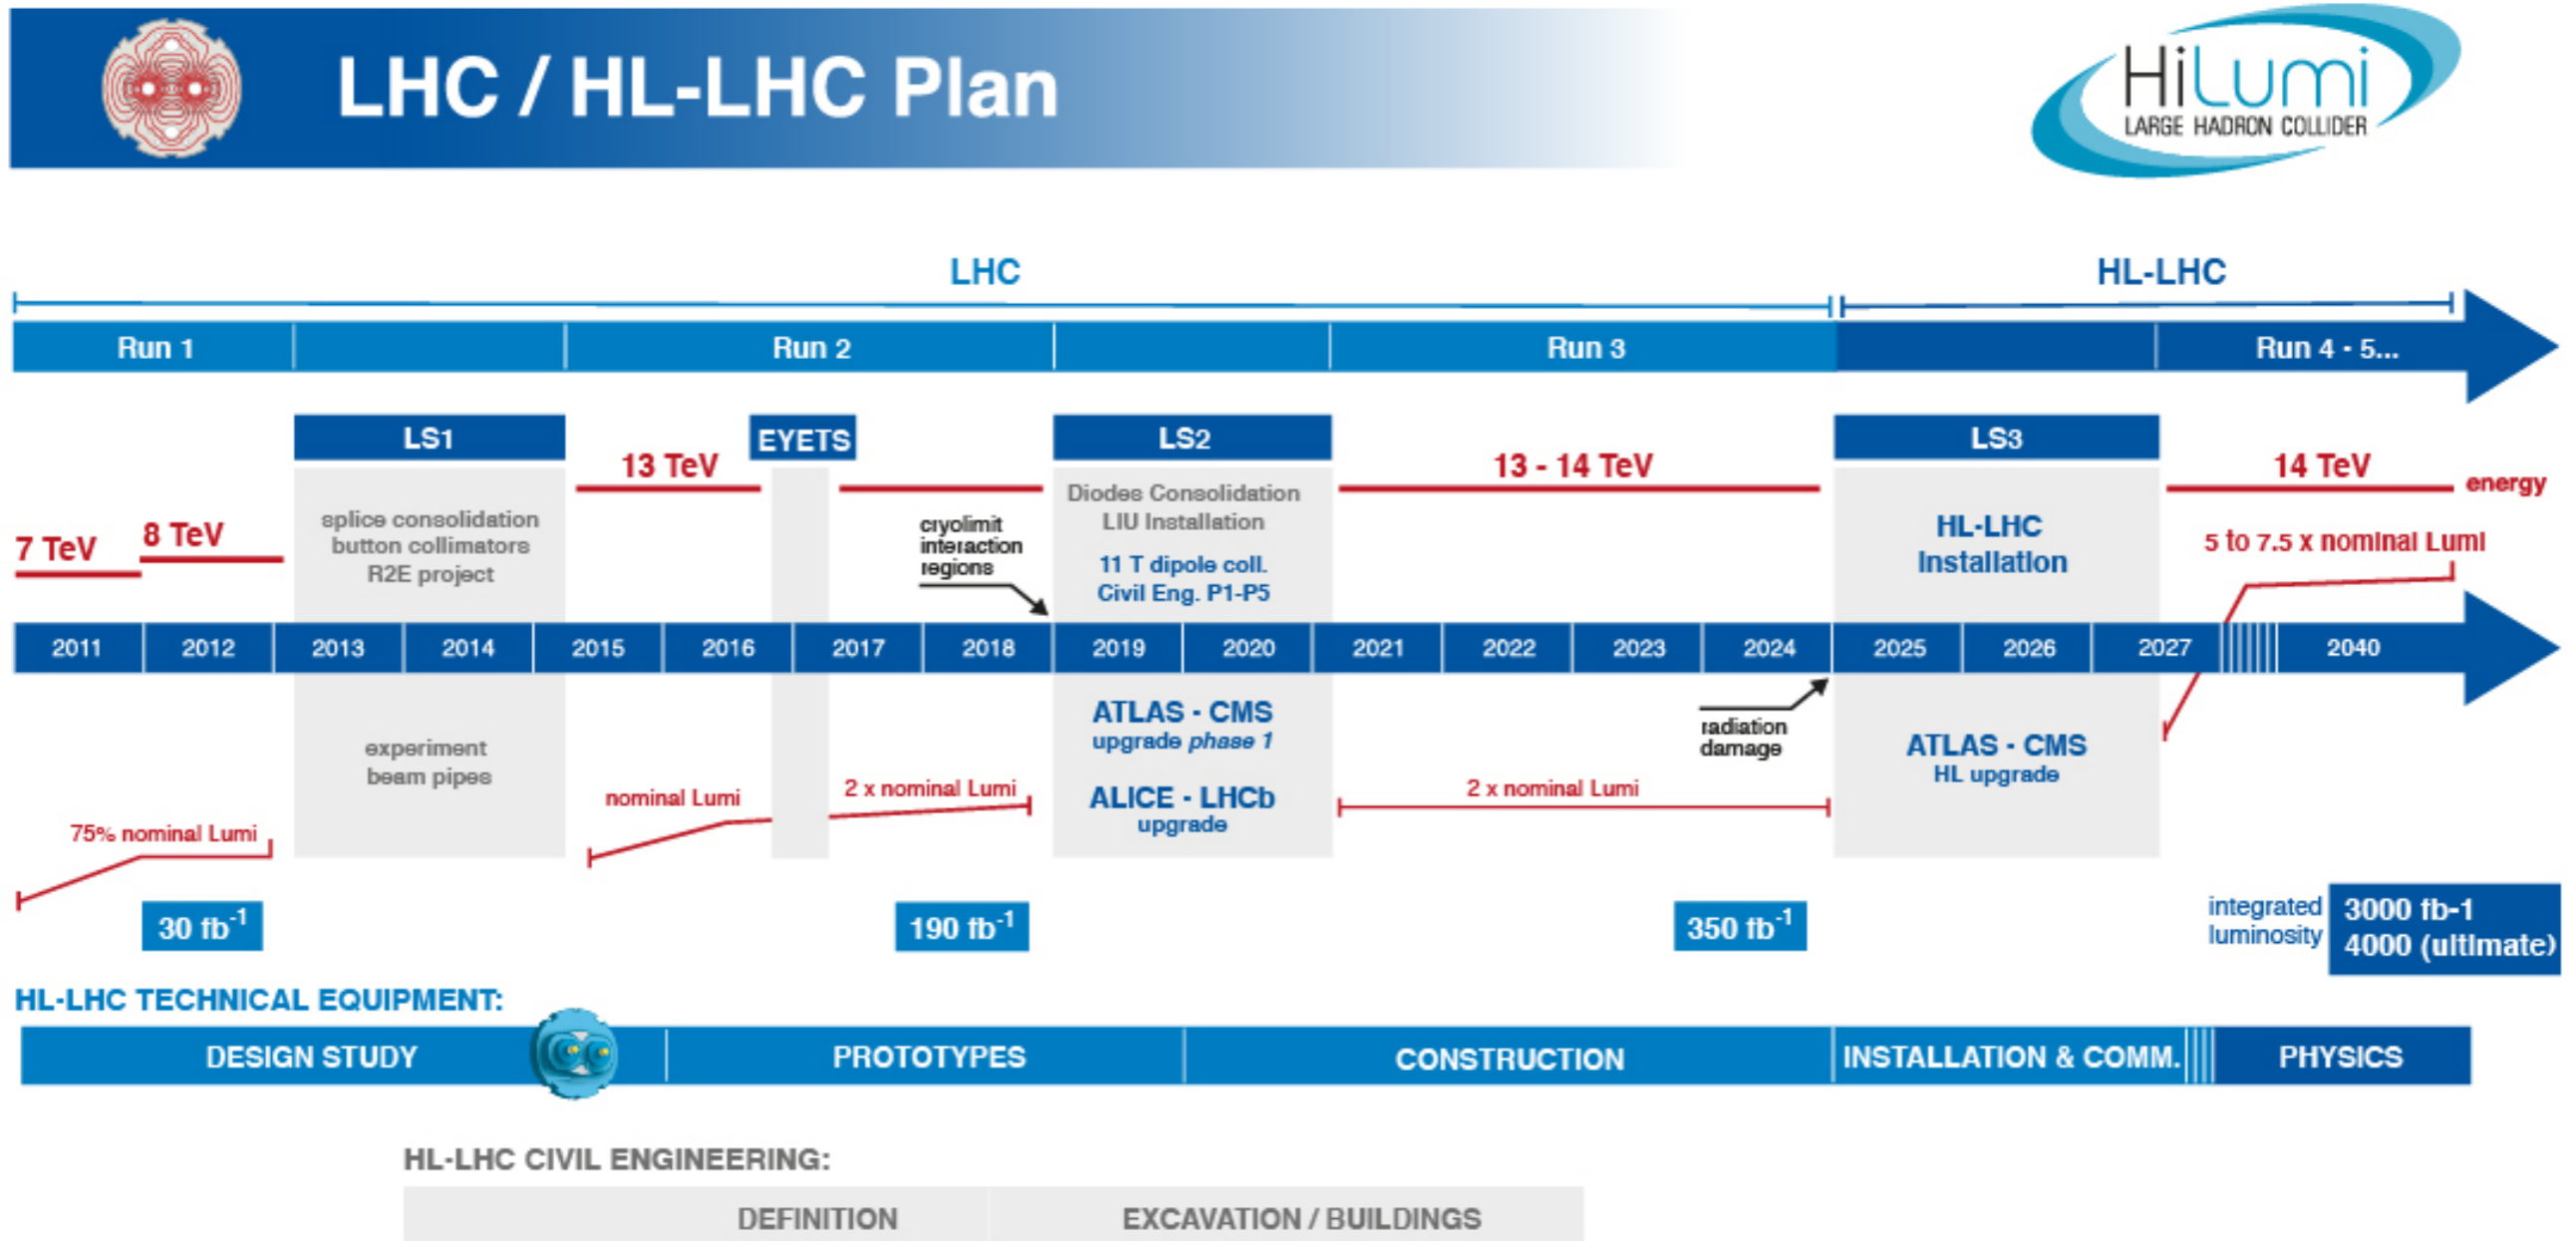 LHC / HL-LHC Plan
HiLumi
LARGE HADRON COLLIDER
LHC
HL-LHC
Run 1
Run 2
Run 3
Run 4 - 5...
LS1
EYETS
LS2
LS3
13 TeV
13 - 14 TeV
14 TeV
energy
7 TeV
8 TeV
splice consolidation
button collimators
R2E project
cryolimit
interaction
regions
Diodes Consolidation
LIU Installation
11 T dipole coll.
Civil Eng. P1-P5
HL-LHC
Installation
5 to 7.5 x nominal Lumi
2011
2012
2013
2014
2015
2016
2017
2018
2019
2020
2021
2022
2023
2024
2025
2026
2027
2040
experiment
beam pipes
ATLAS - CMS
upgrade phase 1
ALICE - LHCb
upgrade
radiation
damage
ATLAS - CMS
HL upgrade
75% nominal Lumi
nominal Lumi
2 x nominal Lumi
2 x nominal Lumi
30 fb-1
190 fb-1
350 fb-1
integrated
luminosity
3000 fb-1
4000 (ultimate)
HL-LHC TECHNICAL EQUIPMENT:
DESIGN STUDY
PROTOTYPES
CONSTRUCTION
INSTALLATION & COMM.
PHYSICS
HL-LHC CIVIL ENGINEERING:
DEFINITION
EXCAVATION / BUILDINGS